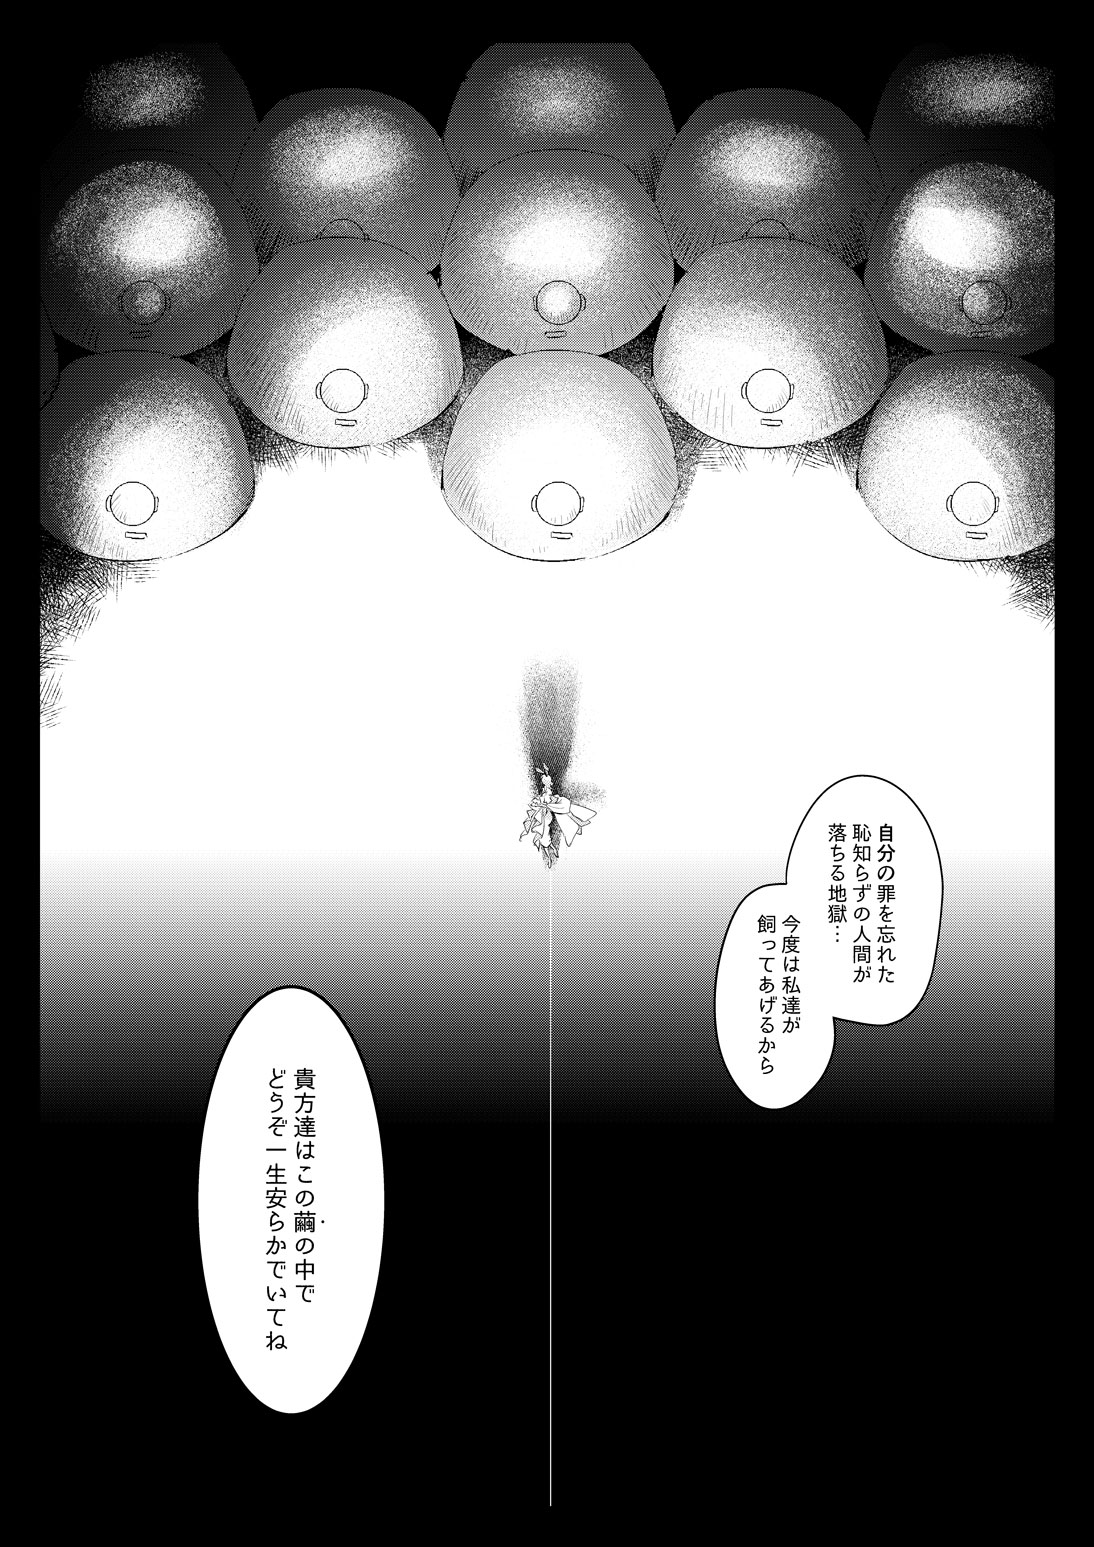 自分の罪を忘れた
恥知らずの人間が
落ちる地獄…
今度は私達が
飼ってあげるから
貴方達はこの繭の中で
どうぞ一生安らかでいてね